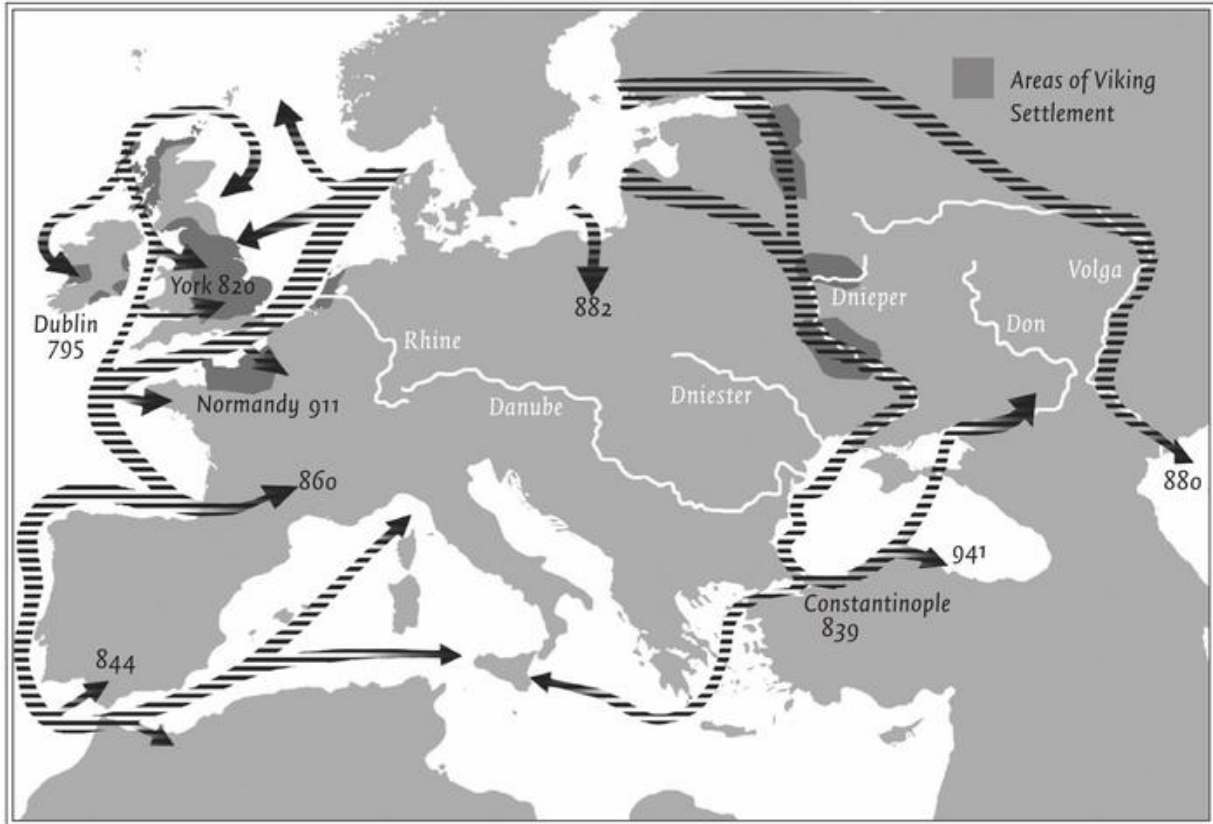 Areas of Viking
Settlement
York 820
Dublin
795
882
Volga
Dnieper
Don
Rhine
Normandy 911
Danube
Dniester
860
880
941
Constantinople
839
844